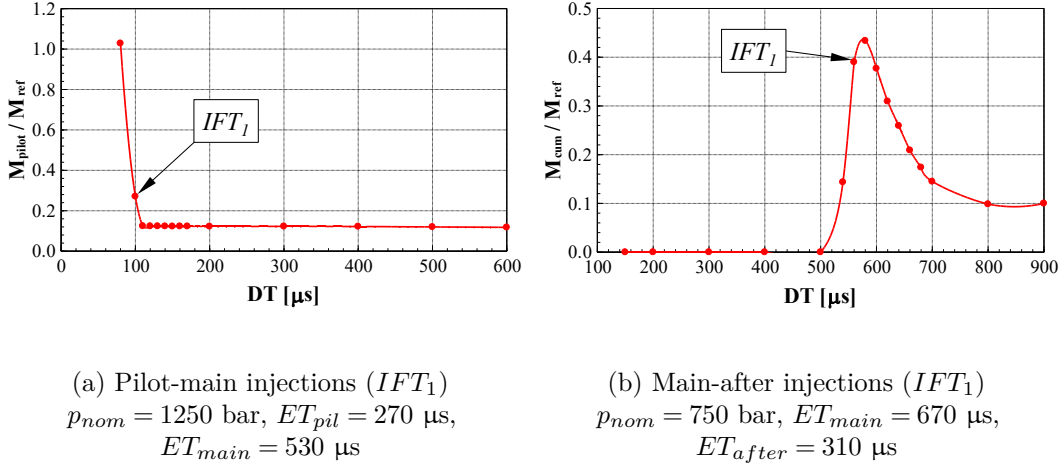 1.2
1.0
0.8
0.6
0.4
0.2
0.0
M_pilot / M_ref
IFT_1
0 100 200 300 400 500 600
DT [µs]
0.5
0.4
0.3
0.2
0.1
0.0
M_cum / M_ref
IFT_1
100 200 300 400 500 600 700 800 900
DT [µs]
(a) Pilot-main injections (IFT_1)
p_nom = 1250 bar, ET_pil = 270 µs,
ET_main = 530 µs
(b) Main-after injections (IFT_1)
p_nom = 750 bar, ET_main = 670 µs,
ET_after = 310 µs